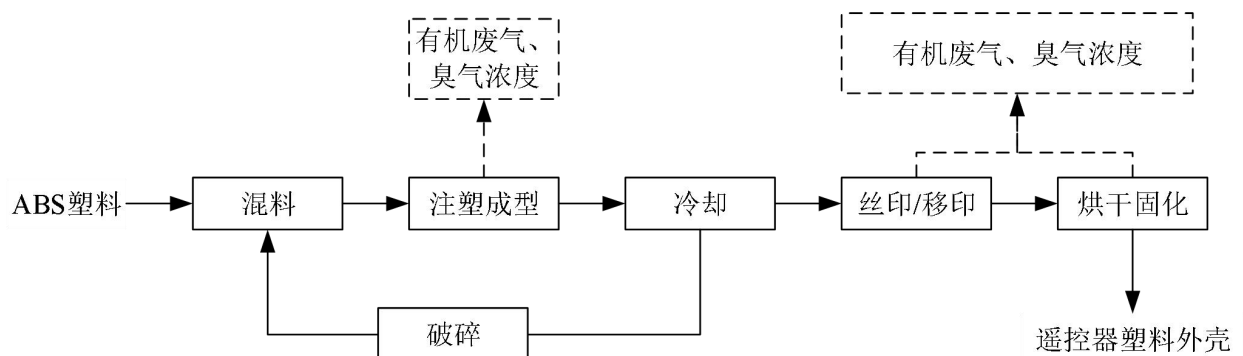 有机废气、
臭气浓度
有机废气、臭气浓度
ABS塑料
混料
注塑成型
冷却
丝印/移印
烘干固化
破碎
遥控器塑料外壳